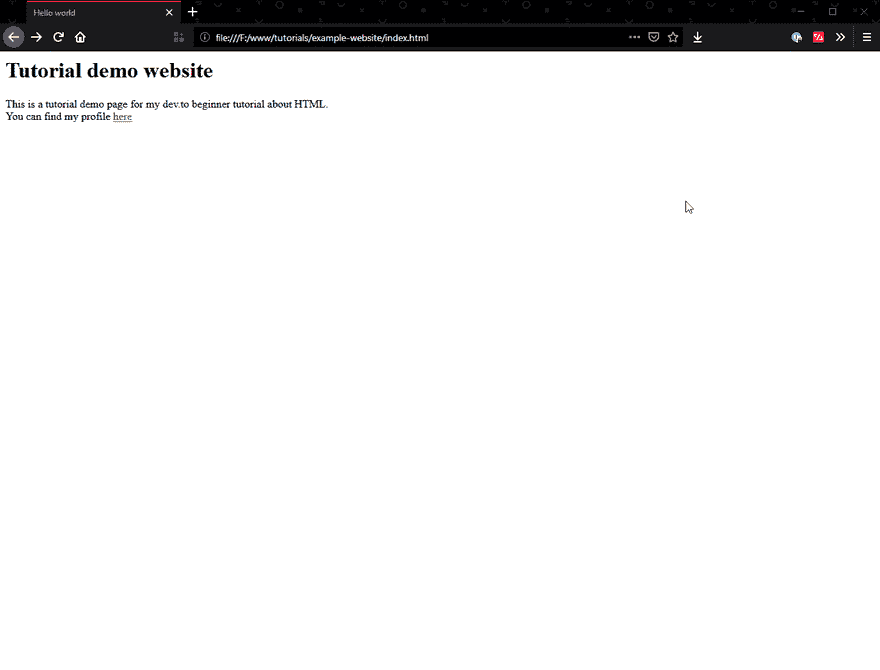 Hello world
file:///F:/www/tutorials/example-website/index.html
Tutorial demo website
This is a tutorial demo page for my dev.to beginner tutorial about HTML.
You can find my profile here